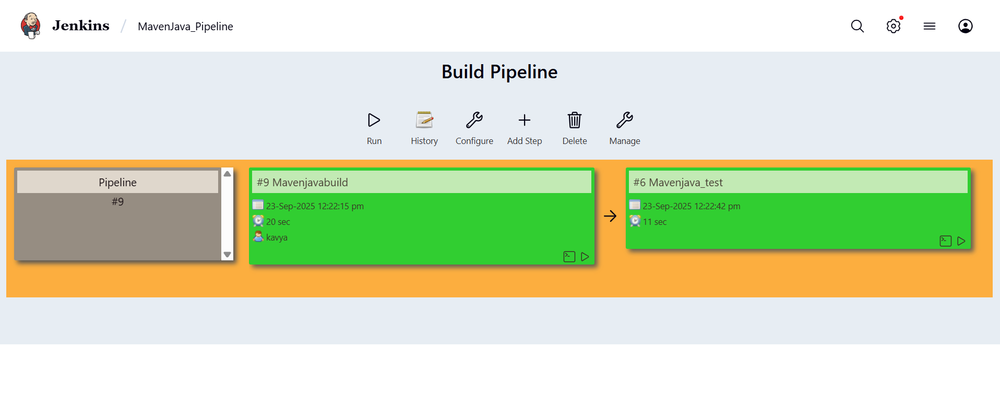 Jenkins / MavenJava_Pipeline
Build Pipeline
Run History Configure Add Step Delete Manage
Pipeline
#9
#9 Mavenjavabuild
23-Sep-2025 12:22:15 pm
20 sec
kavya
#6 Mavenjava_test
23-Sep-2025 12:22:42 pm
11 sec